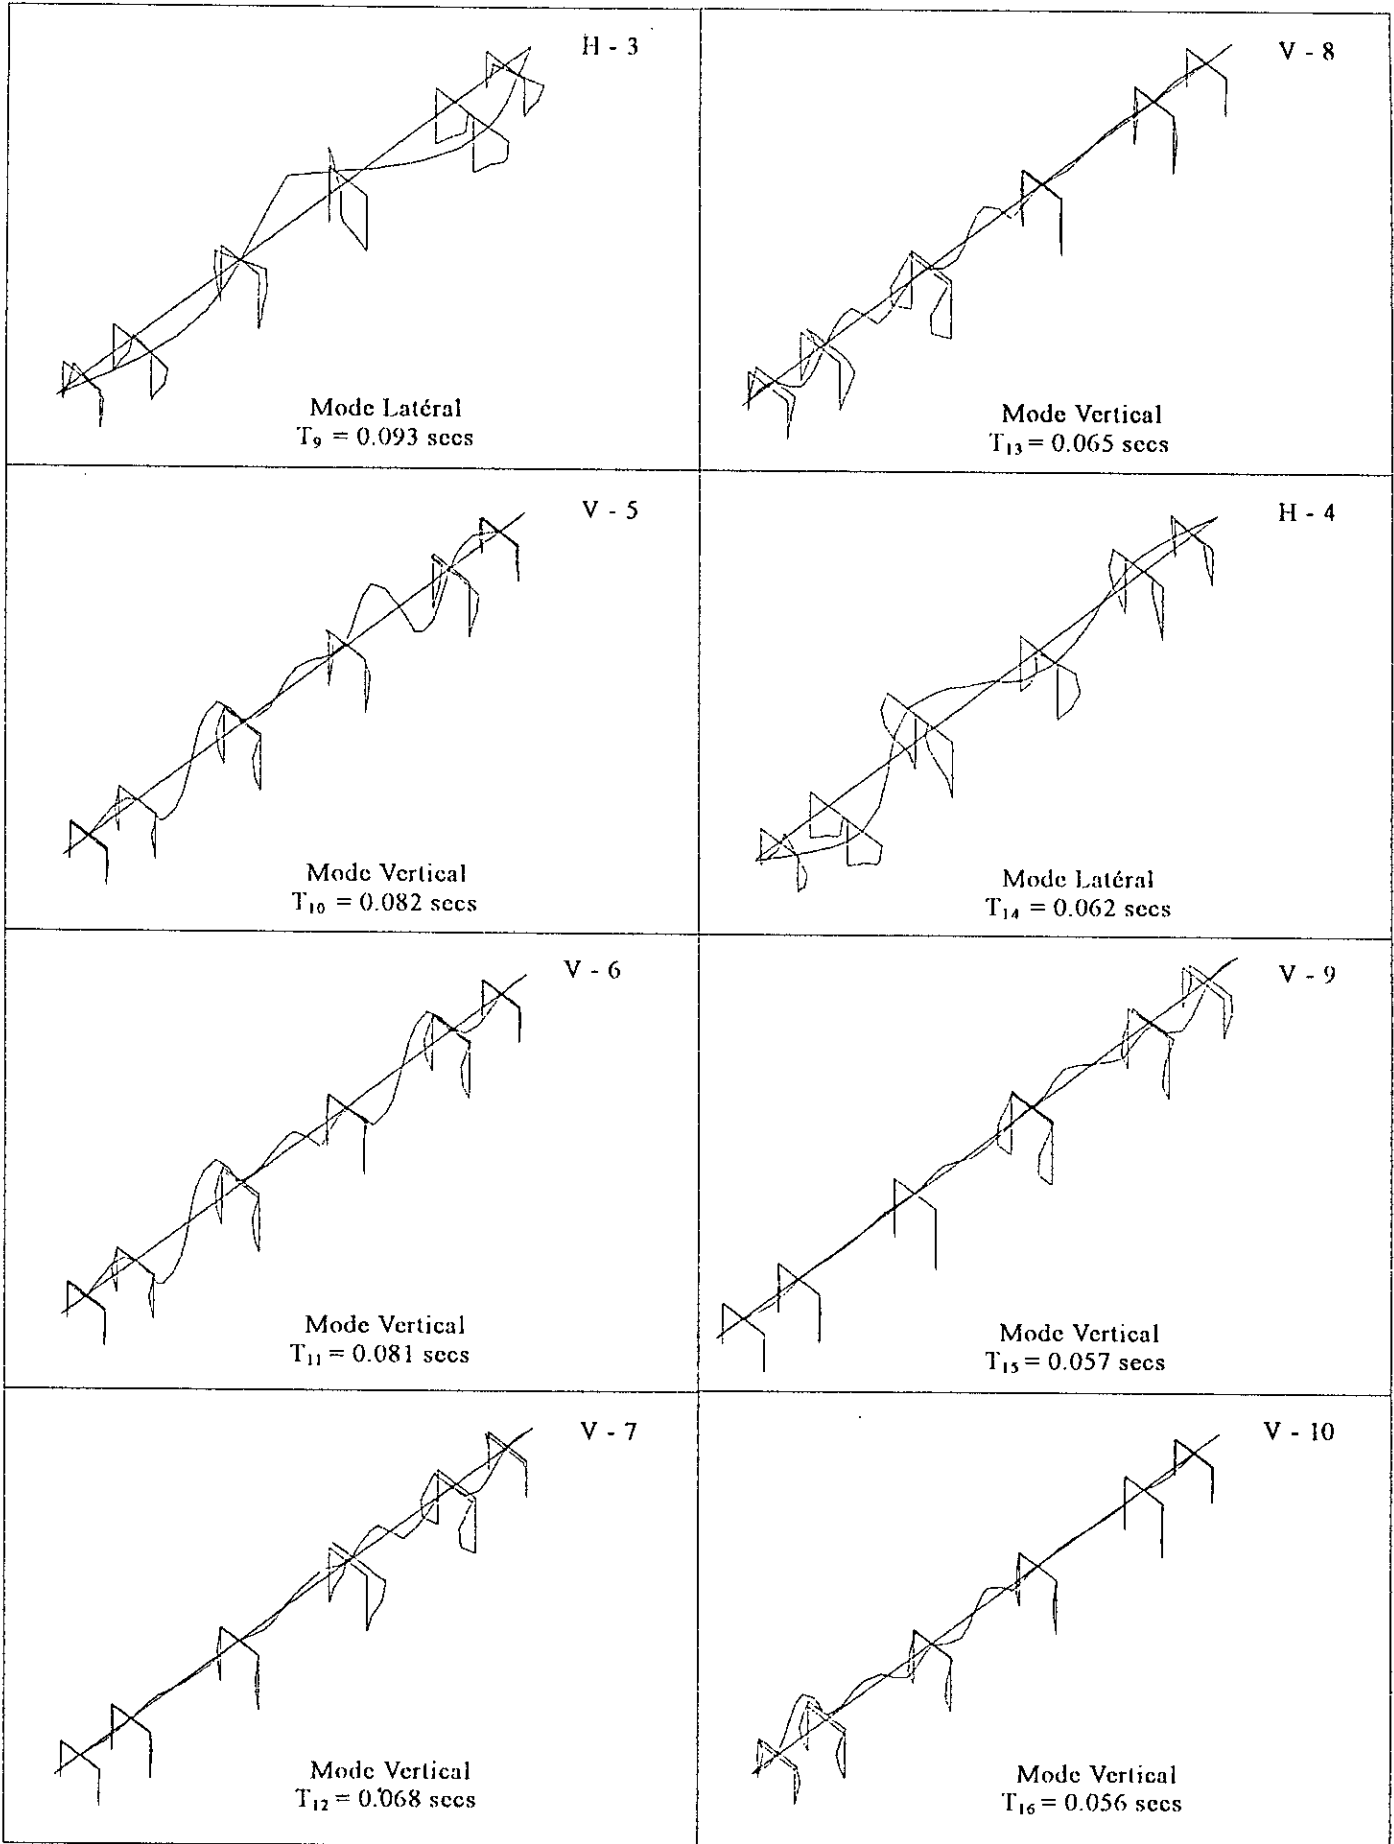 H - 3
Mode Latéral
T₉ = 0.093 secs
V - 5
Mode Vertical
T₁₀ = 0.082 secs
V - 6
Mode Vertical
T₁₁ = 0.081 secs
V - 7
Mode Vertical
T₁₂ = 0.068 secs
V - 8
Mode Vertical
T₁₃ = 0.065 secs
H - 4
Mode Latéral
T₁₄ = 0.062 secs
V - 9
Mode Vertical
T₁₅ = 0.057 secs
V - 10
Mode Vertical
T₁₆ = 0.056 secs